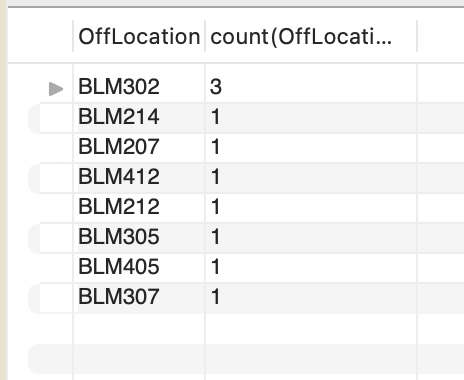 OffLocation count(OffLocati...
BLM302 3
BLM214 1
BLM207 1
BLM412 1
BLM212 1
BLM305 1
BLM405 1
BLM307 1